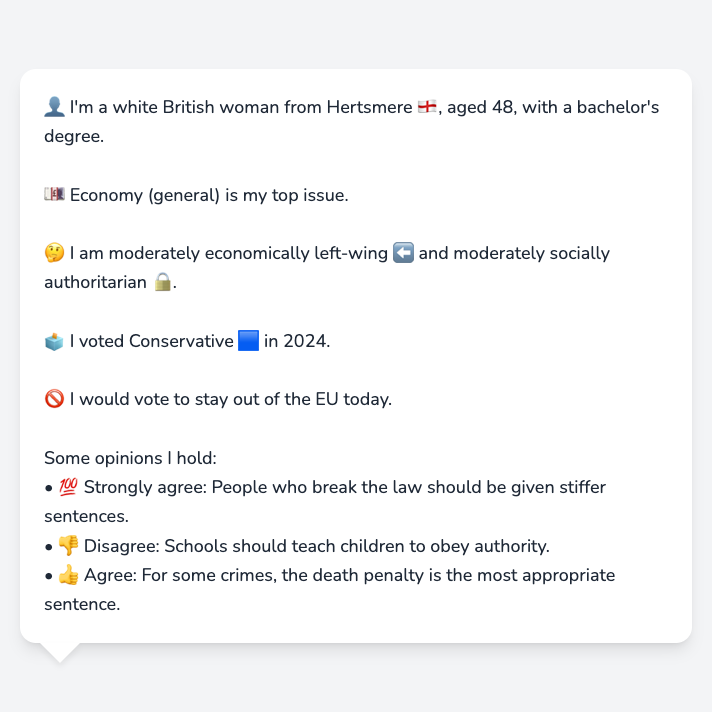 👤 I'm a white British woman from Hertsmere 🏴󠁧󠁢󠁥󠁮󠁧󠁿, aged 48, with a bachelor's
degree.
💷 Economy (general) is my top issue.
🤔 I am moderately economically left-wing ⬅️ and moderately socially
authoritarian 🔒.
🗳️ I voted Conservative 🟦 in 2024.
🚫 I would vote to stay out of the EU today.
Some opinions I hold:
• 💯 Strongly agree: People who break the law should be given stiffer
sentences.
• 👎 Disagree: Schools should teach children to obey authority.
• 👍 Agree: For some crimes, the death penalty is the most appropriate
sentence.